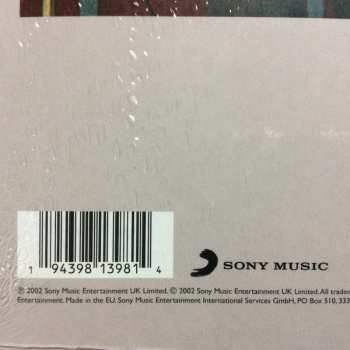 1 94398 13981 4
SONY MUSIC
℗ 2002 Sony Music Entertainment UK Limited. © 2002 Sony Music Entertainment UK Limited. All trade
Entertainment. Made in the EU. Sony Music Entertainment International Services GmbH, PO Box 510, 333